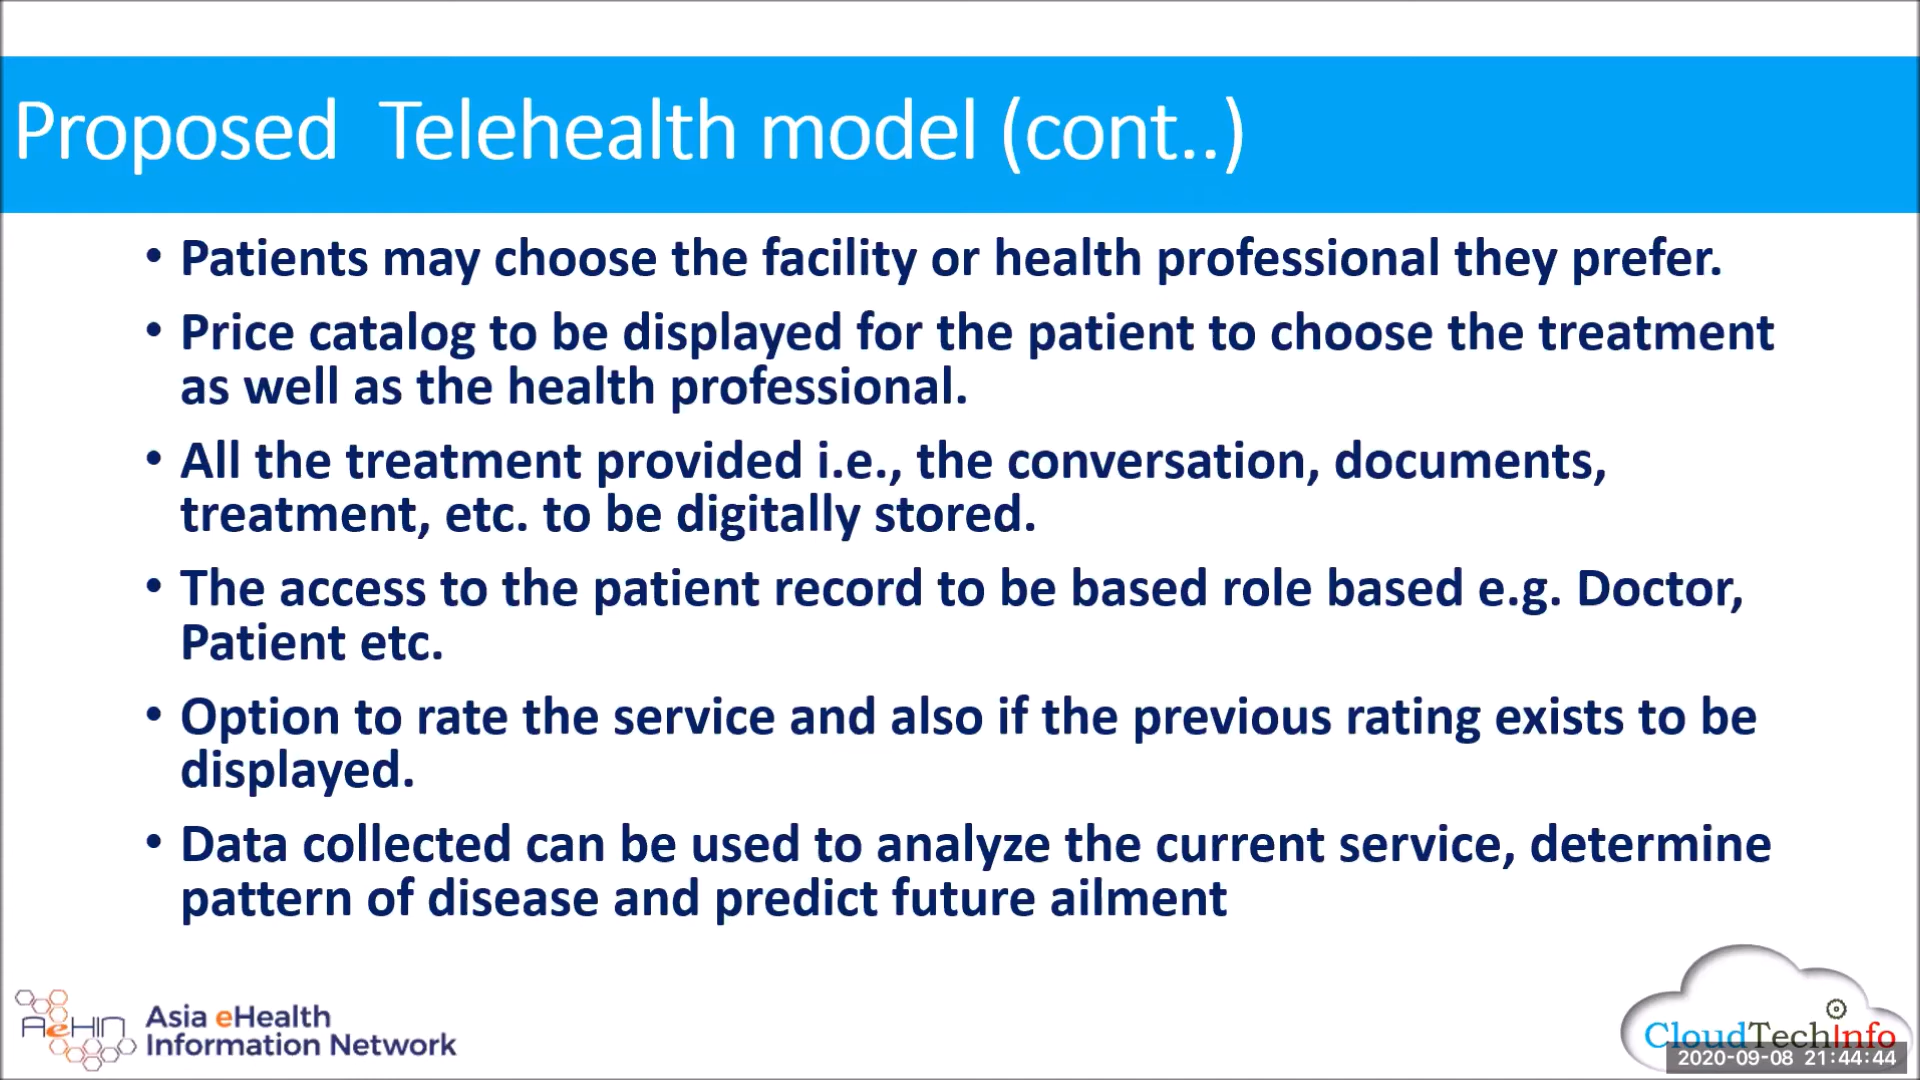 Proposed  Telehealth model (cont..)
• Patients may choose the facility or health professional they prefer.
• Price catalog to be displayed for the patient to choose the treatment
as well as the health professional.
• All the treatment provided i.e., the conversation, documents,
treatment, etc. to be digitally stored.
• The access to the patient record to be based role based e.g. Doctor,
Patient etc.
• Option to rate the service and also if the previous rating exists to be
displayed.
• Data collected can be used to analyze the current service, determine
pattern of disease and predict future ailment
AeHIN
Asia eHealth
Information Network
CloudTechInfo
2020-09-08 21:44:44